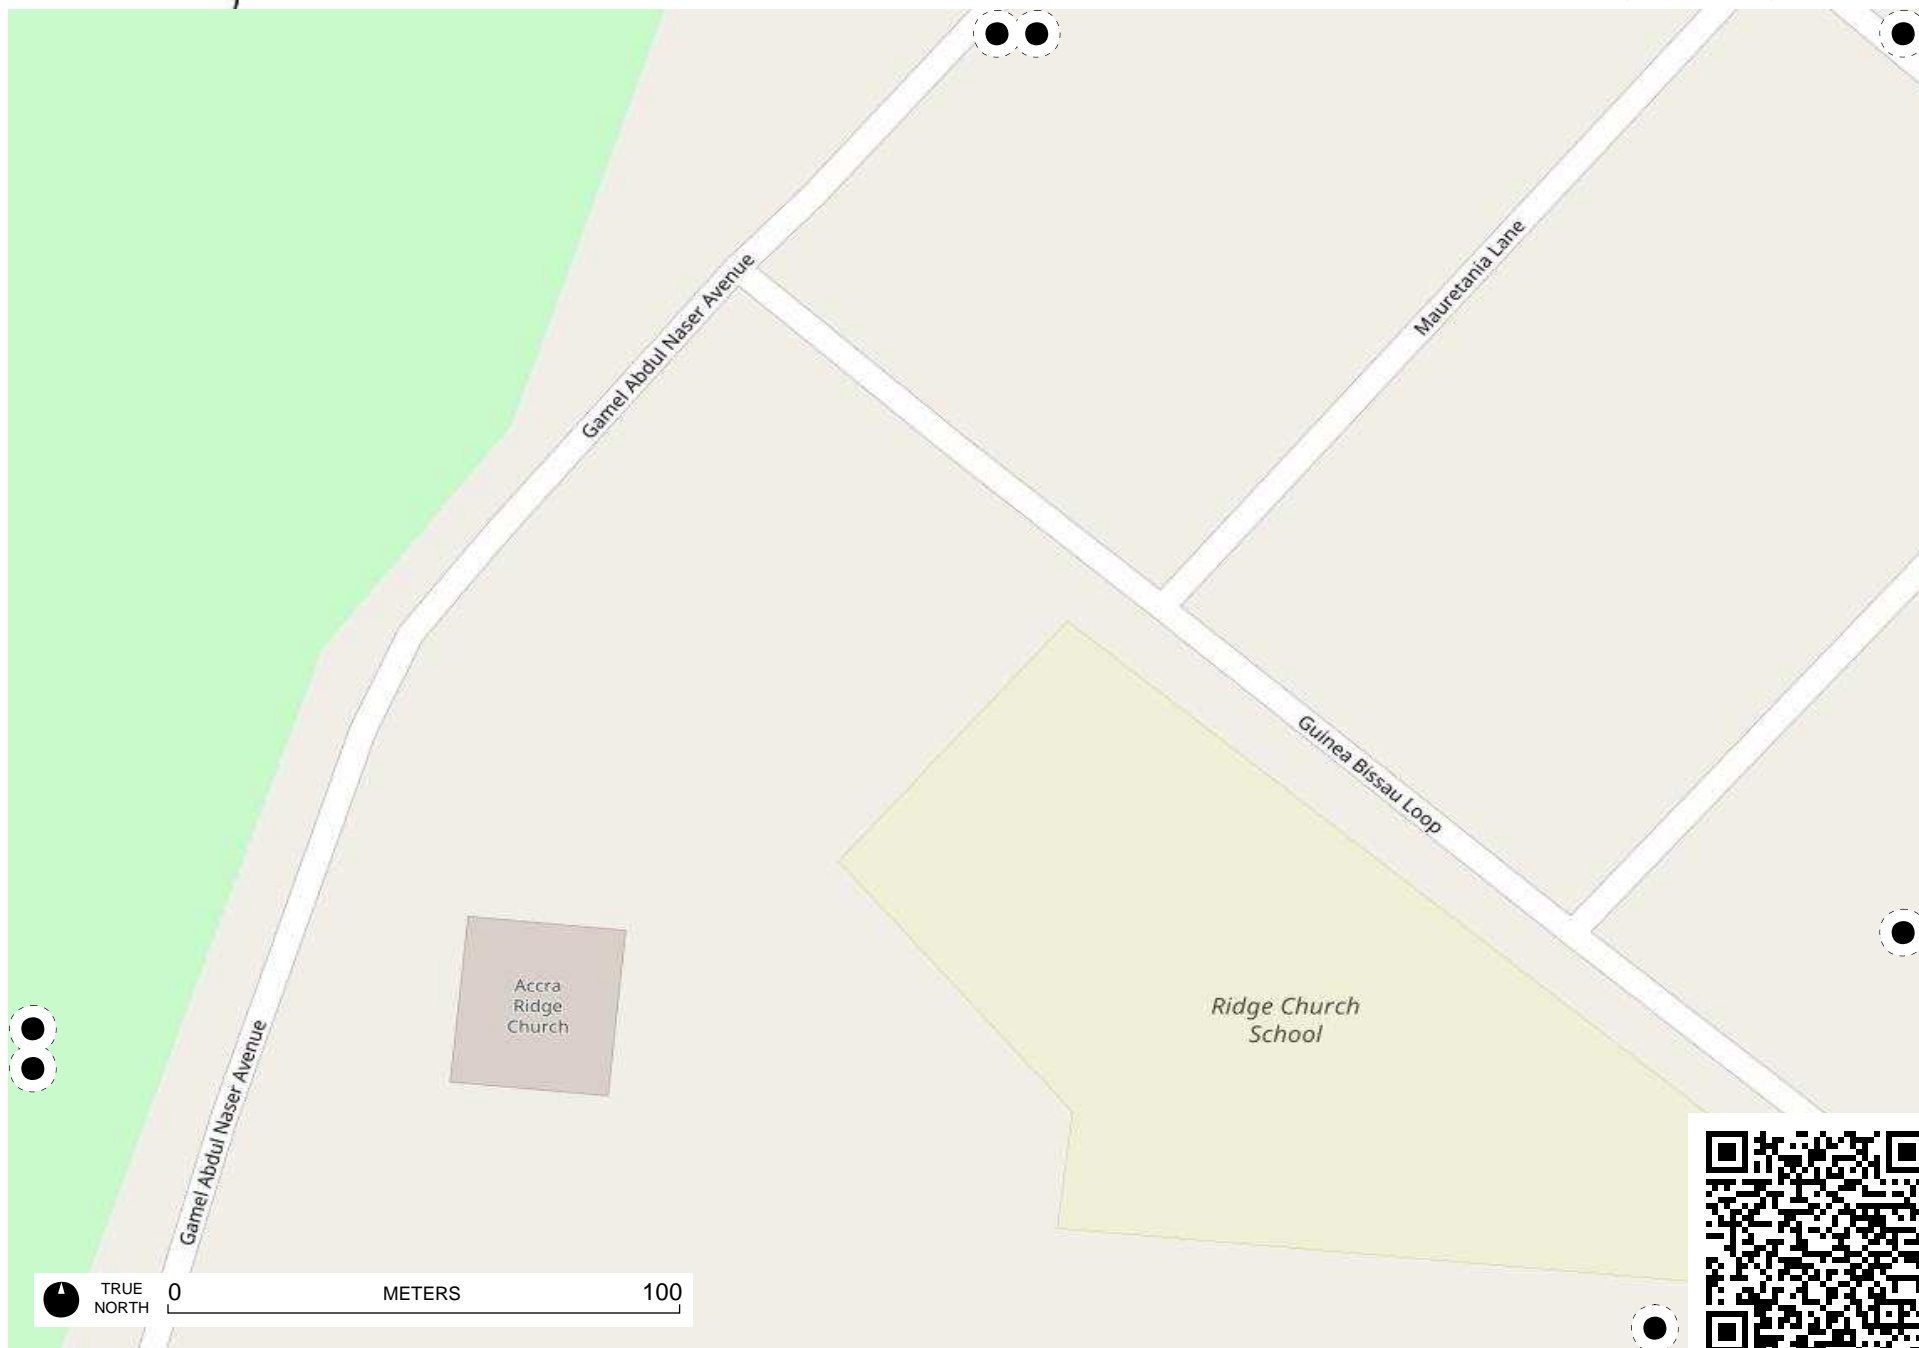 Gamel Abdul Naser Avenue
Mauretania Lane
Guinea Bissau Loop
Accra
Ridge
Church
Ridge Church
School
Gamel Abdul Naser Avenue
TRUE
NORTH
0 METERS 100